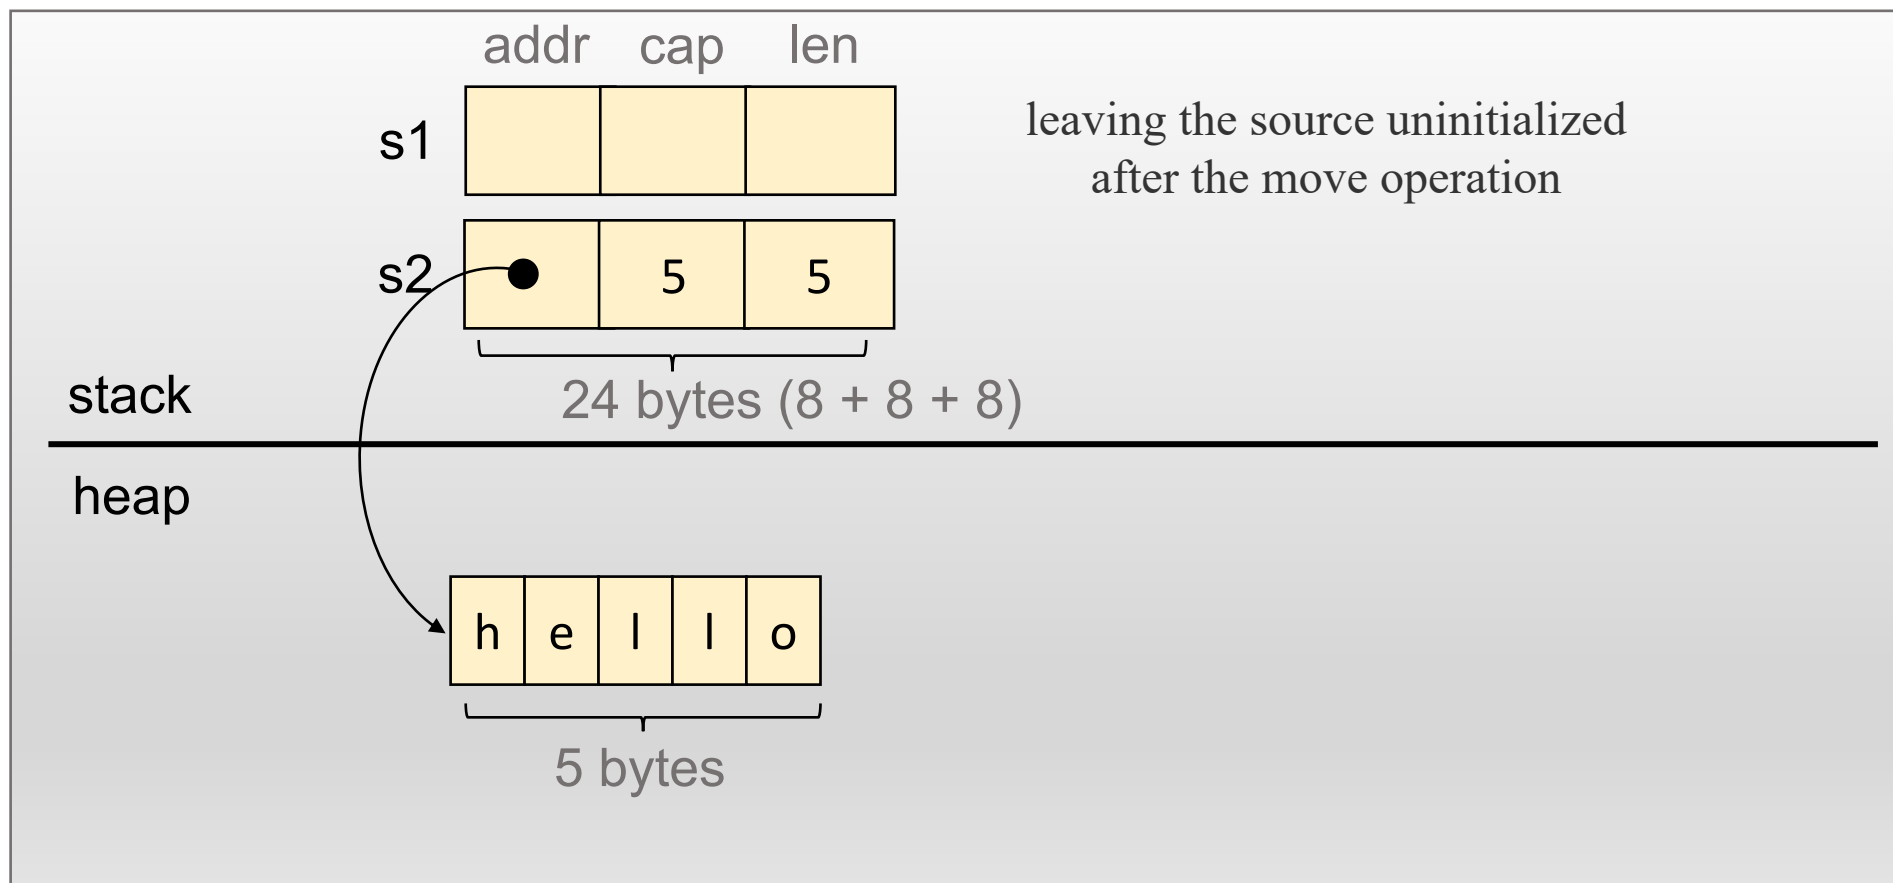 addr cap len
s1
leaving the source uninitialized
after the move operation
s2 5 5
24 bytes (8 + 8 + 8)
stack
heap
h e l l o
5 bytes